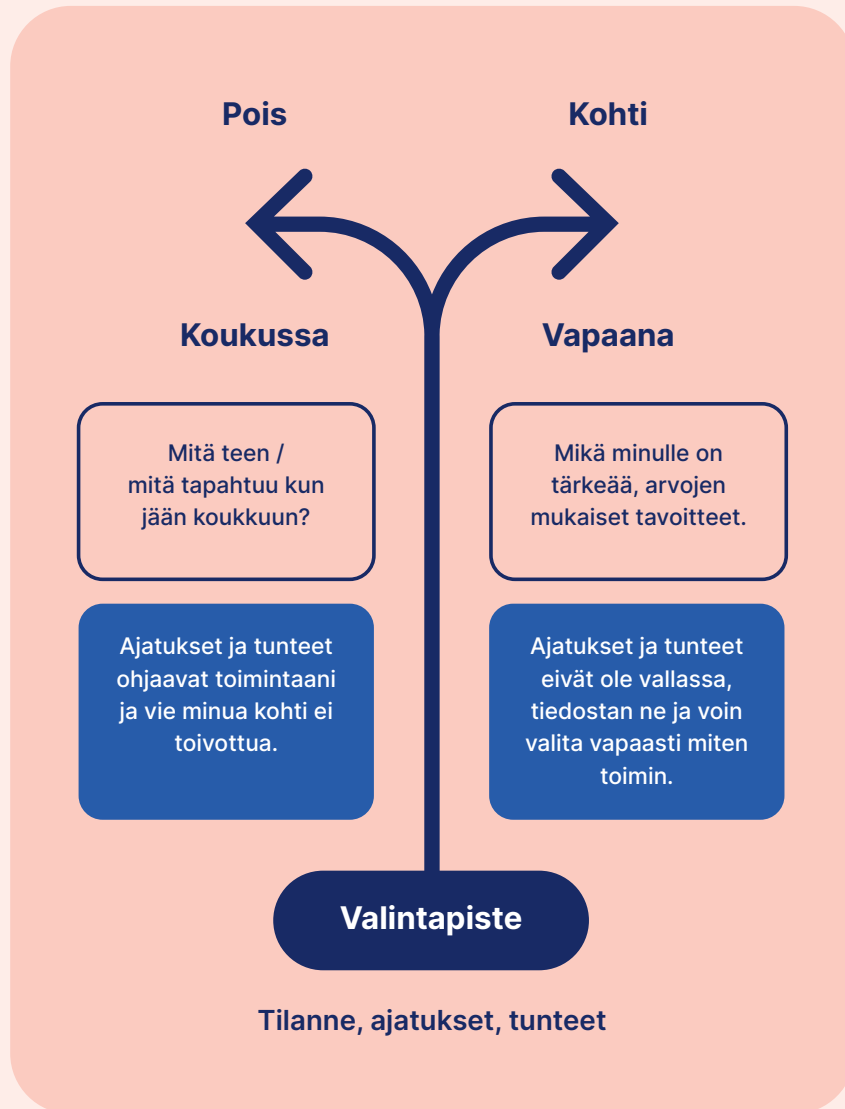 Pois
Kohti
Koukussa
Vapaana
Mitä teen /
mitä tapahtuu kun
jään koukkuun?
Mikä minulle on
tärkeää, arvojen
mukaiset tavoitteet.
Ajatukset ja tunteet
ohjaavat toimintaani
ja vie minua kohti ei
toivottua.
Ajatukset ja tunteet
eivät ole vallassa,
tiedostan ne ja voin
valita vapaasti miten
toimin.
Valintapiste
Tilanne, ajatukset, tunteet